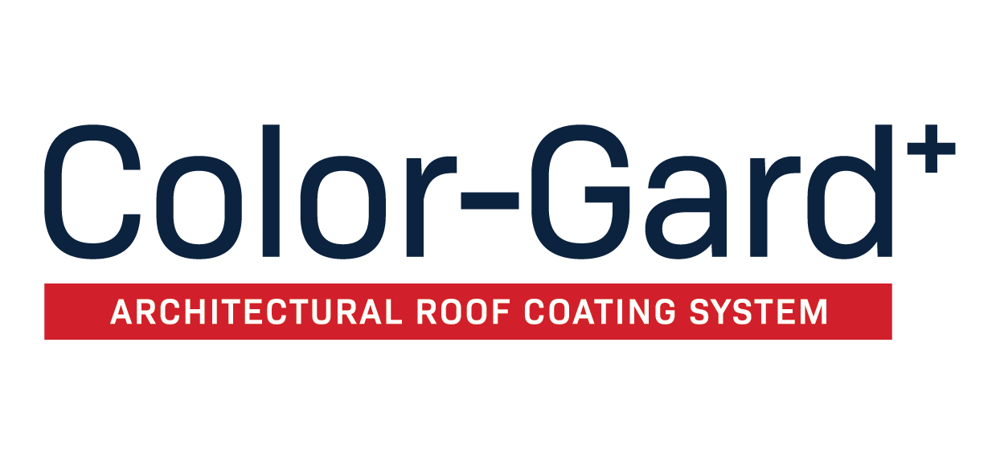 Color-Gard+
ARCHITECTURAL ROOF COATING SYSTEM